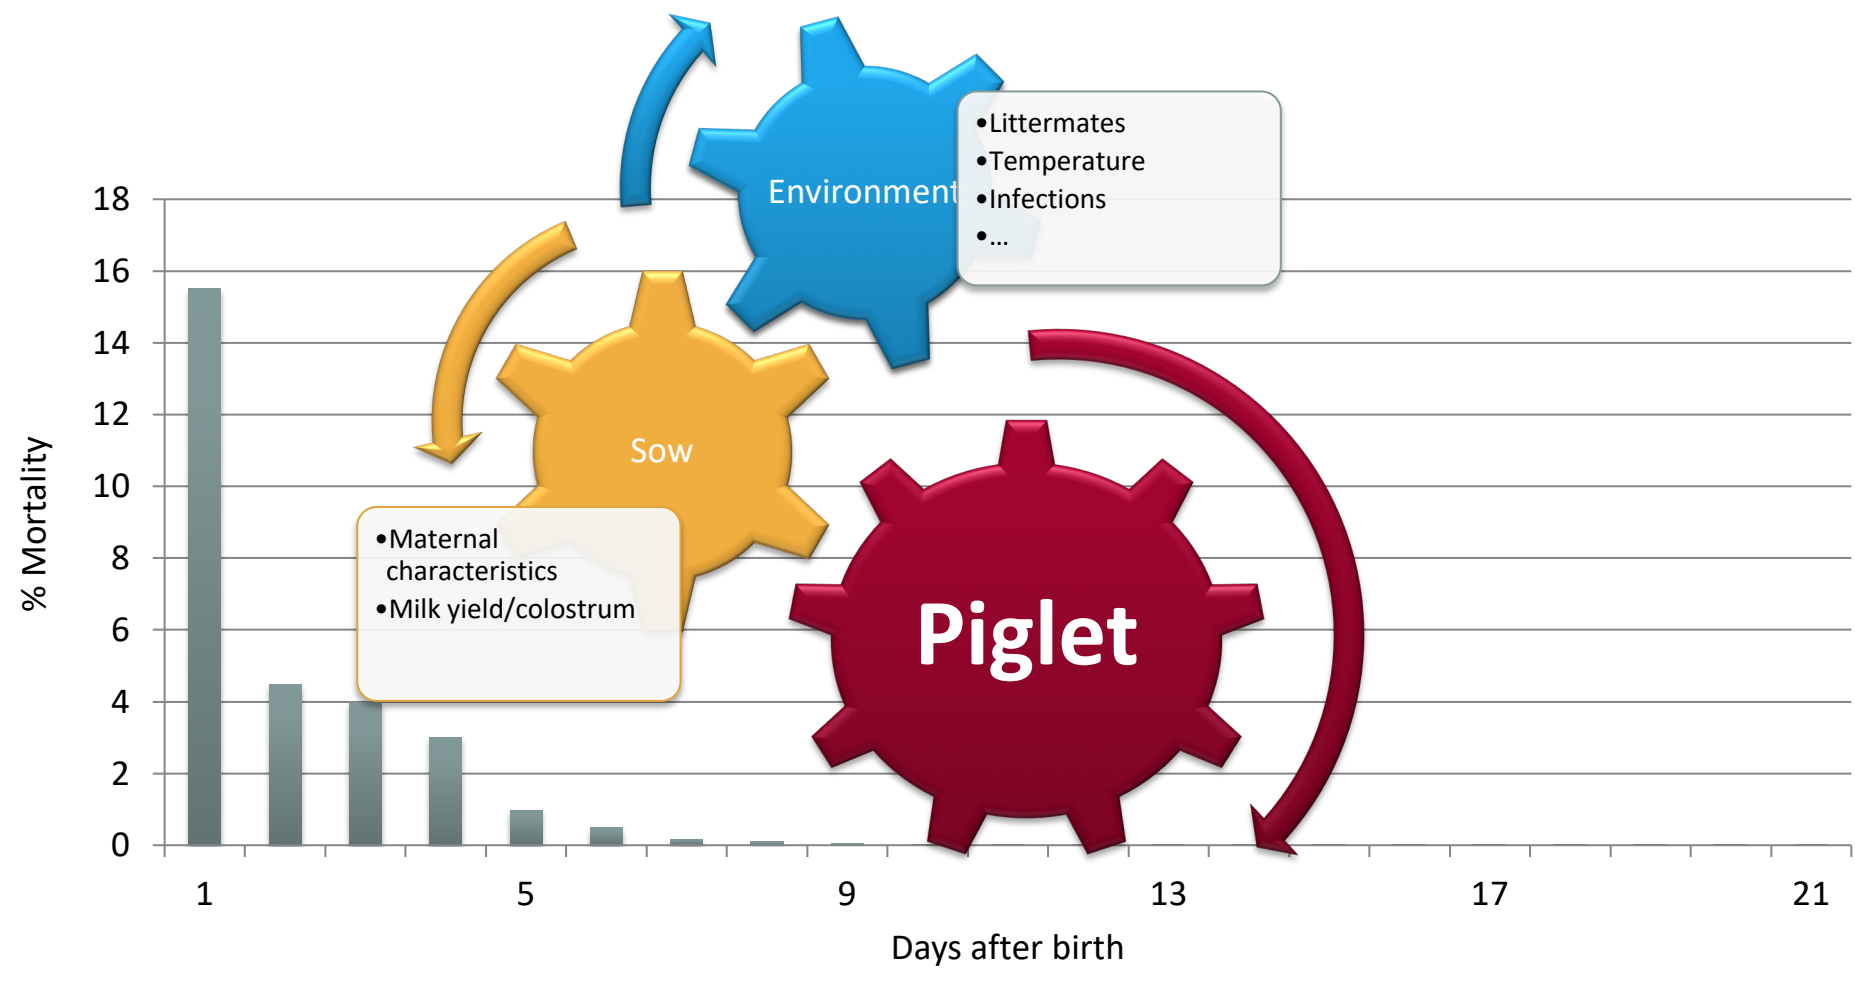 Environment
•Littermates
•Temperature
•Infections
•...
Sow
•Maternal
characteristics
•Milk yield/colostrum
Piglet
% Mortality
18
16
14
12
10
8
6
4
2
0
1 5 9 13 17 21
Days after birth